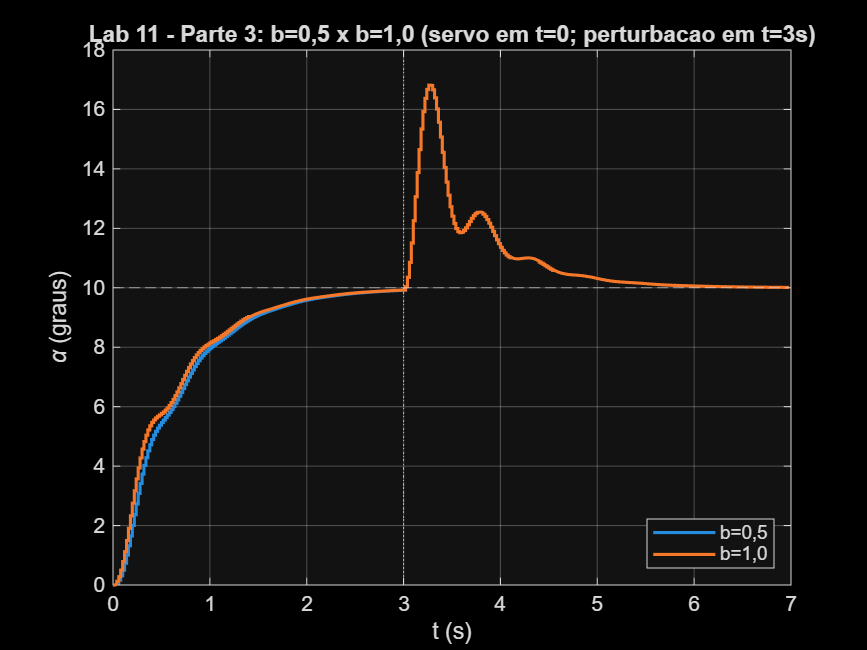 Lab 11 - Parte 3: b=0,5 x b=1,0 (servo em t=0; perturbacao em t=3s)
18
16
14
12
10
8
6
4
2
0
α (graus)
b=0,5
b=1,0
0 1 2 3 4 5 6 7
t (s)